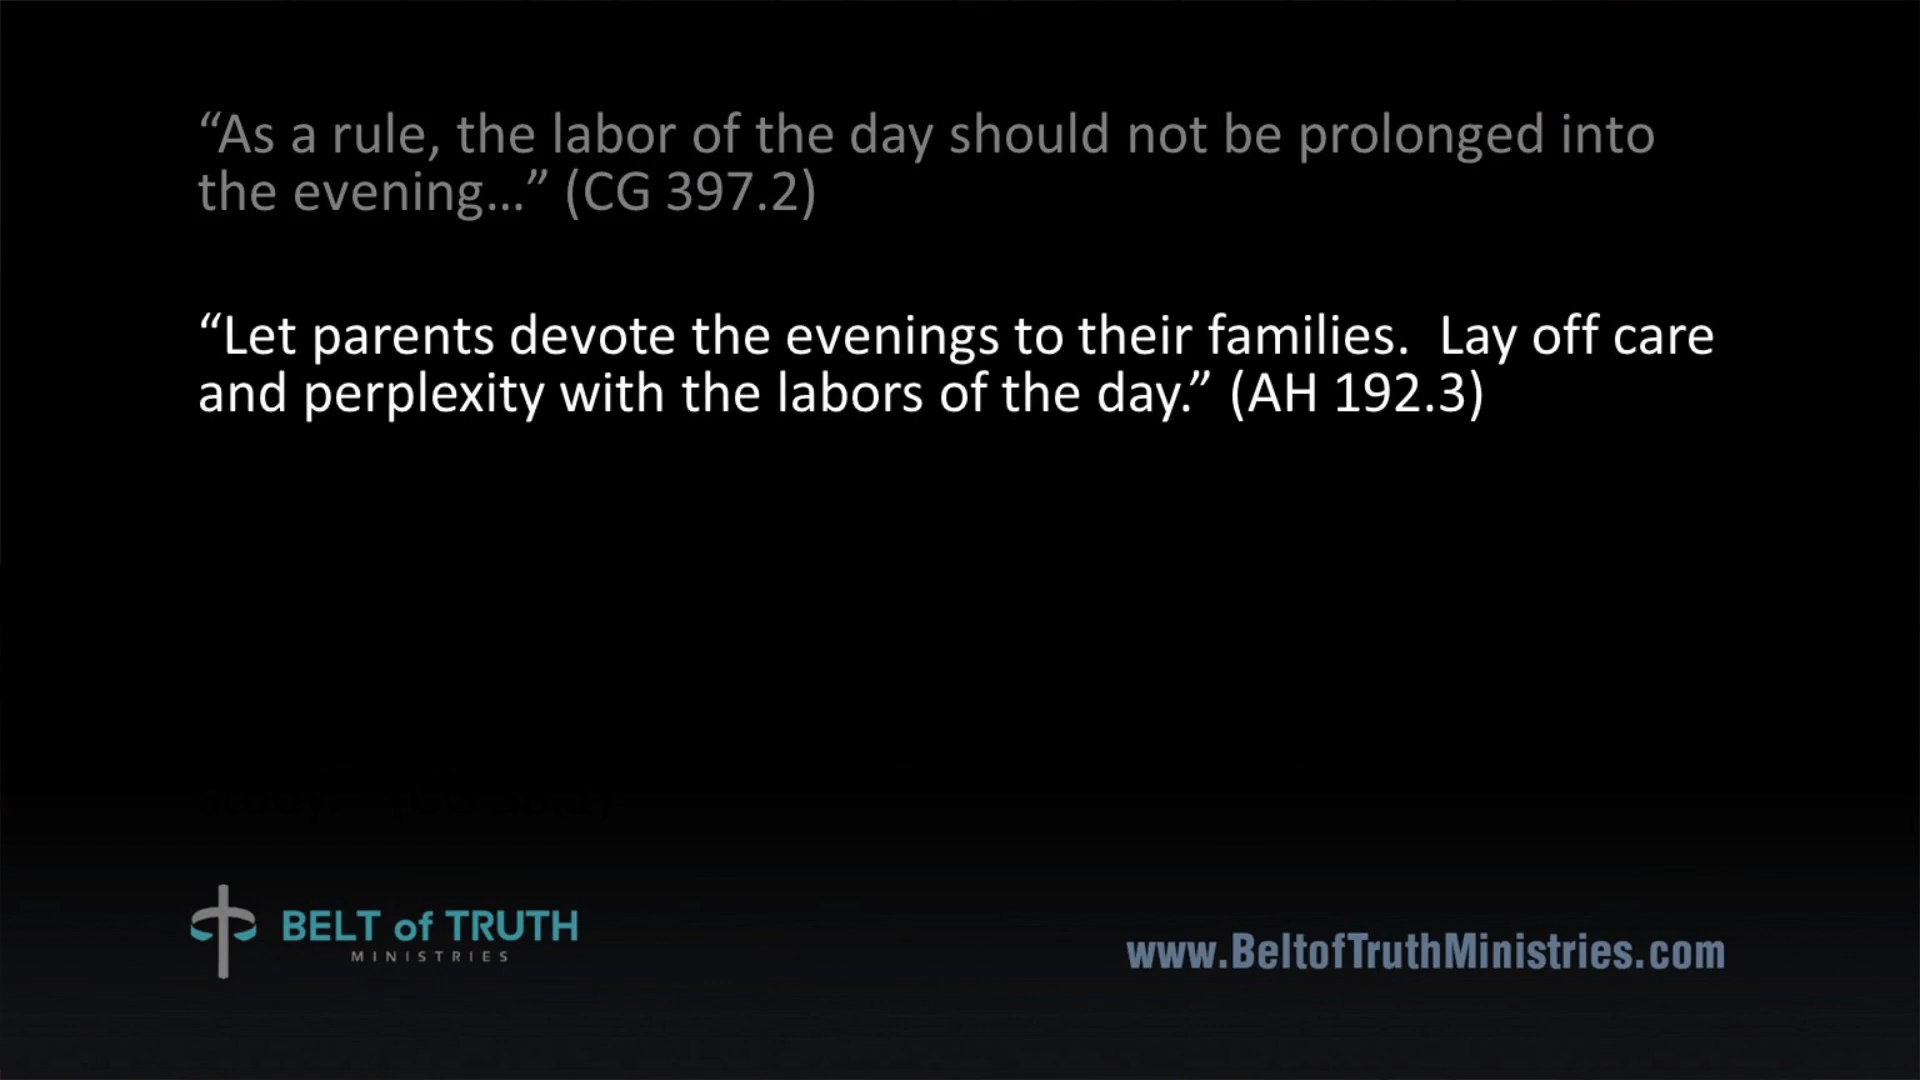 “As a rule, the labor of the day should not be prolonged into
the evening…” (CG 397.2)
“Let parents devote the evenings to their families.  Lay off care
and perplexity with the labors of the day.” (AH 192.3)
study.” (CG
BELT of TRUTH
MINISTRIES
www.BeltofTruthMinistries.com